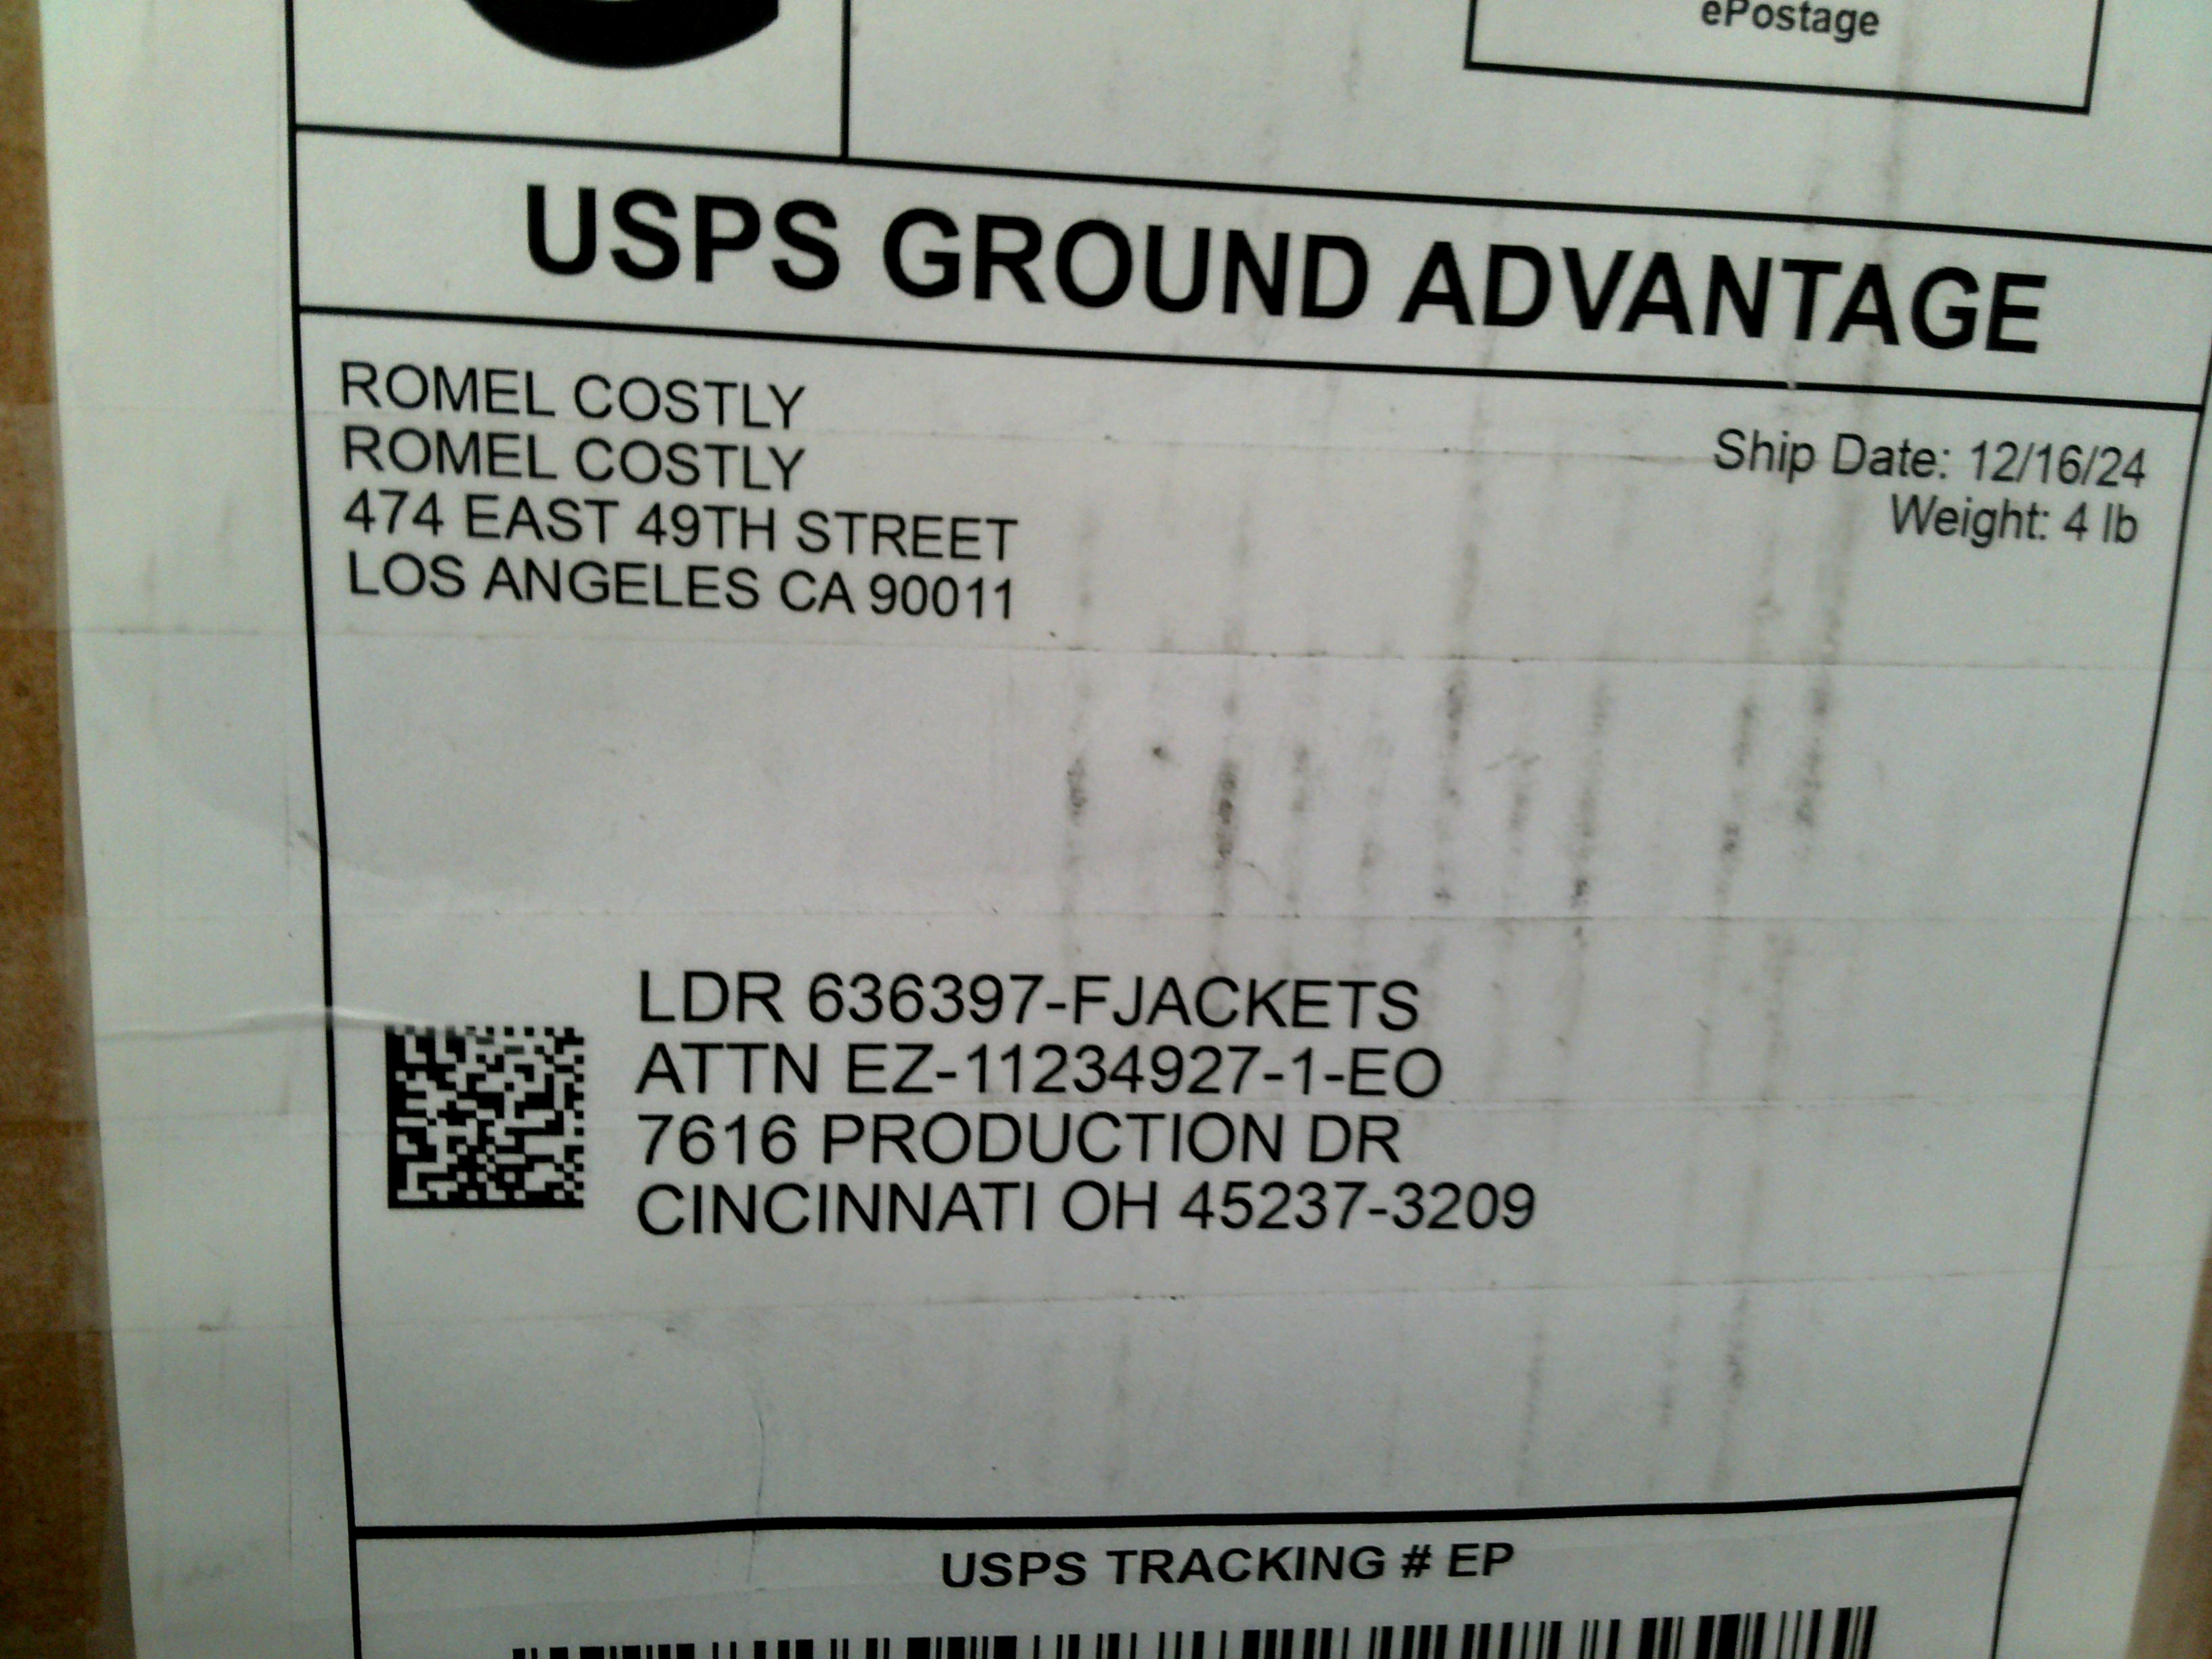 ePostage
USPS GROUND ADVANTAGE
ROMEL COSTLY
ROMEL COSTLY
474 EAST 49TH STREET
LOS ANGELES CA 90011
Ship Date: 12/16/24
Weight: 4 lb
LDR 636397-FJACKETS
ATTN EZ-11234927-1-EO
7616 PRODUCTION DR
CINCINNATI OH 45237-3209
USPS TRACKING # EP